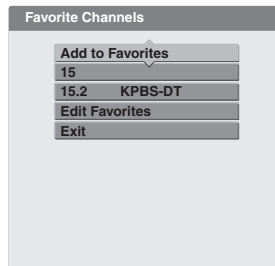 Favorite Channels
Add to Favorites
15
15.2 KPBS-DT
Edit Favorites
Exit